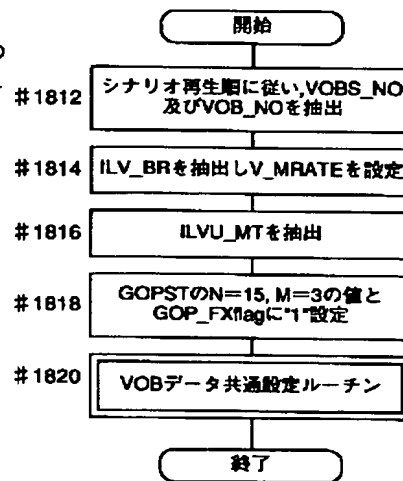 開始
の
#1812
シナリオ再生順に従い,VOBS_NO
及びVOB_NOを抽出
#1814
ILV_BRを抽出しV_MRATEを設定
#1816
ILVU_MTを抽出
#1818
GOPSTのN=15, M=3の値と
GOP_FXflagに"1"設定
#1820
VOBデータ共通設定ルーチン
終了